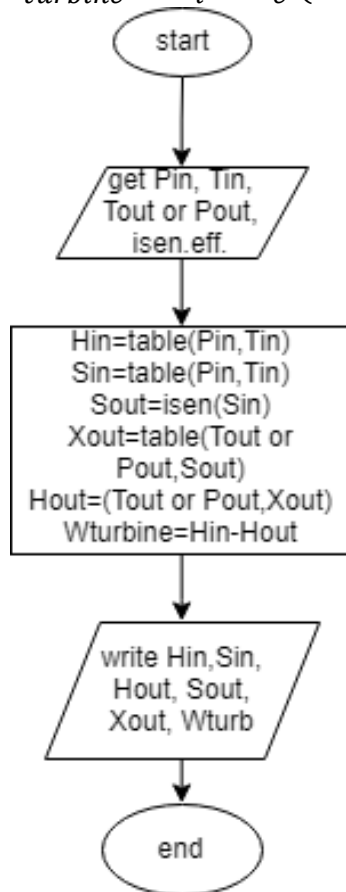 start
get Pin, Tin,
Tout or Pout,
isen.eff.
Hin=table(Pin,Tin)
Sin=table(Pin,Tin)
Sout=isen(Sin)
Xout=table(Tout or
Pout,Sout)
Hout=(Tout or Pout,Xout)
Wturbine=Hin-Hout
write Hin,Sin,
Hout, Sout,
Xout, Wturb
end